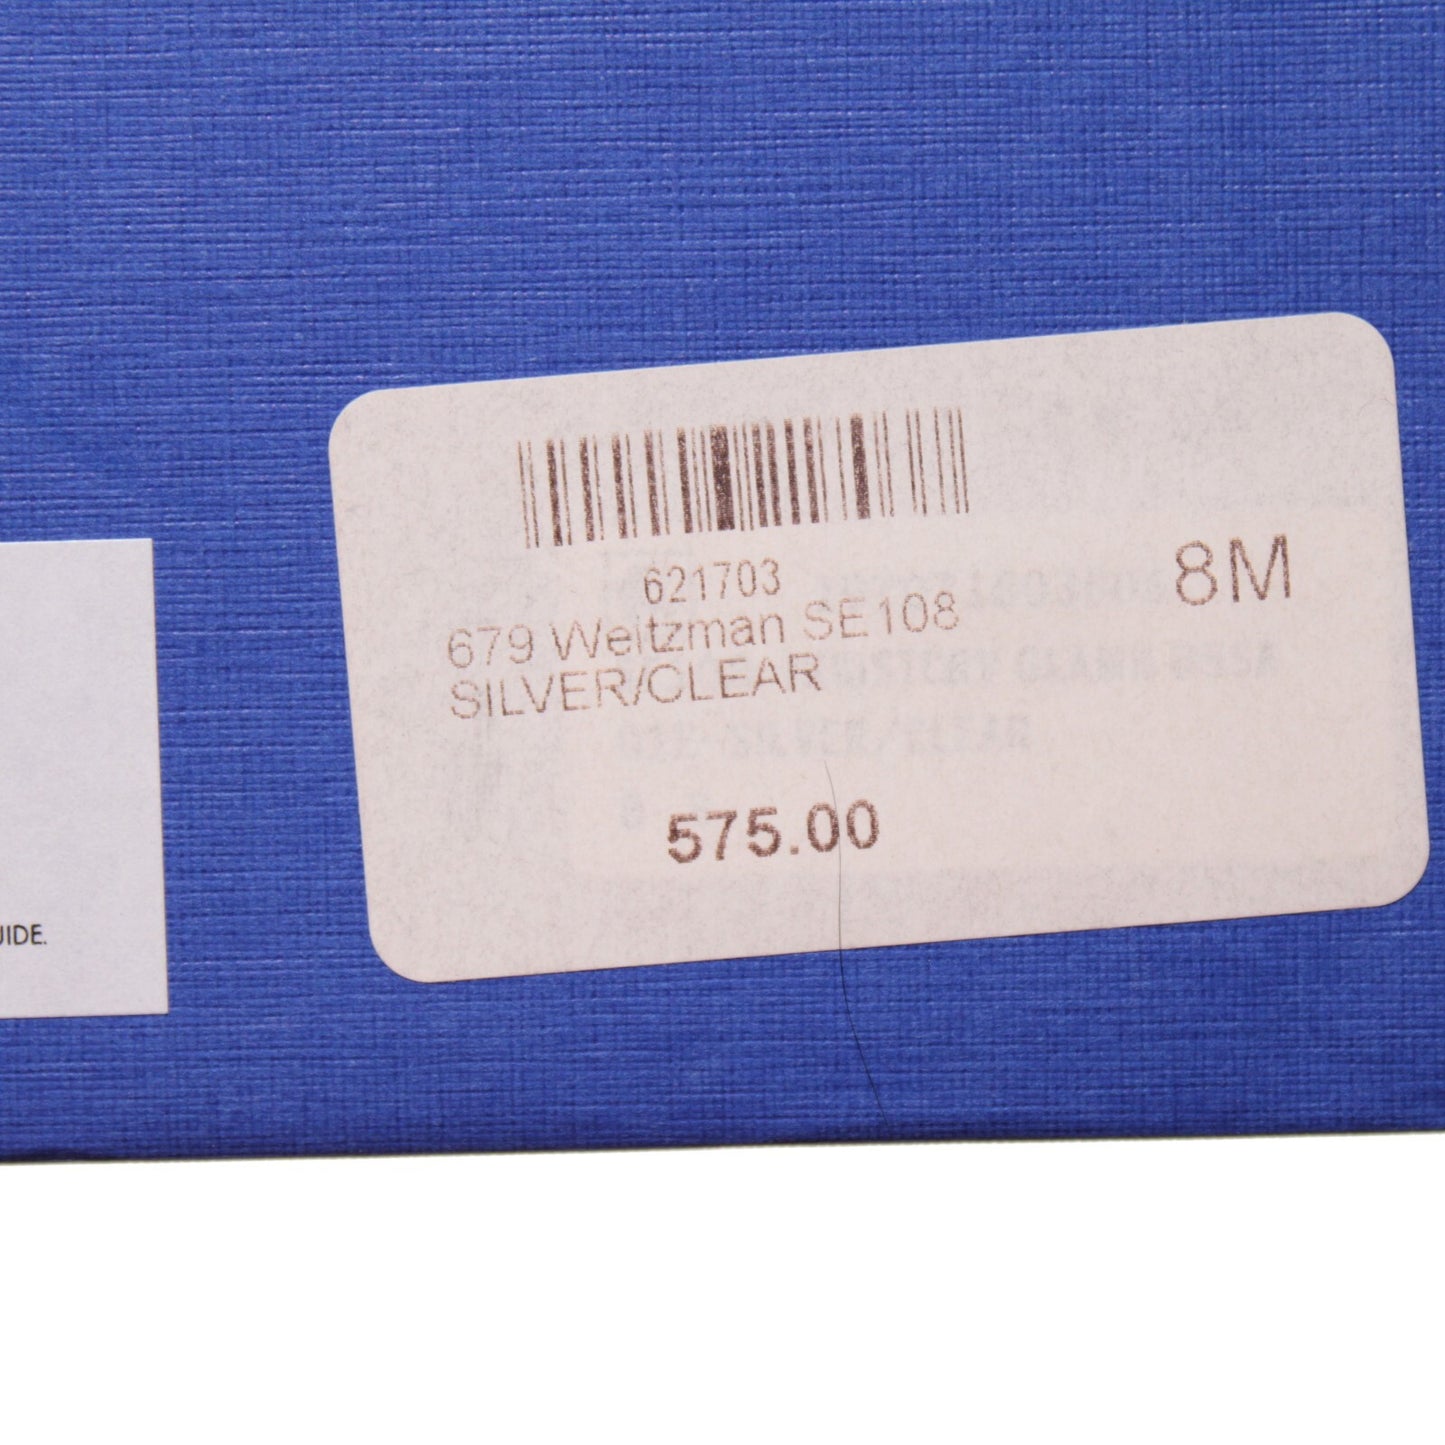 621703
679 Weitzman SE108
8M
SILVER/CLEAR
575.00
UIDE.